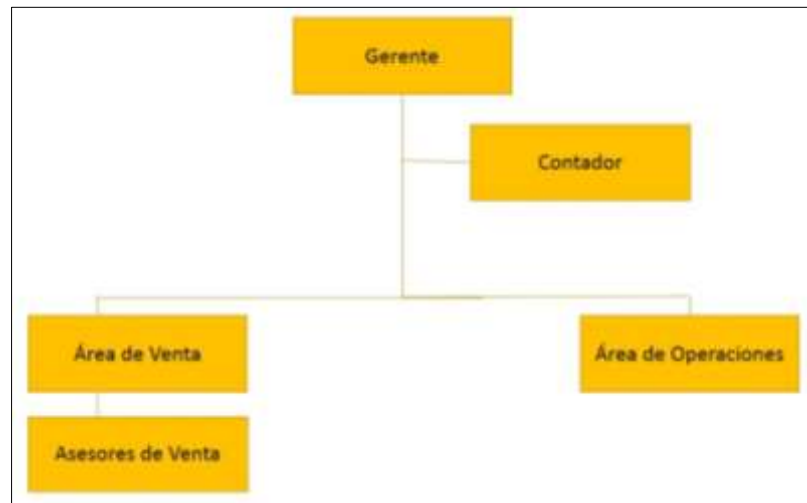 Gerente
Contador
Área de Venta
Área de Operaciones
Asesores de Venta